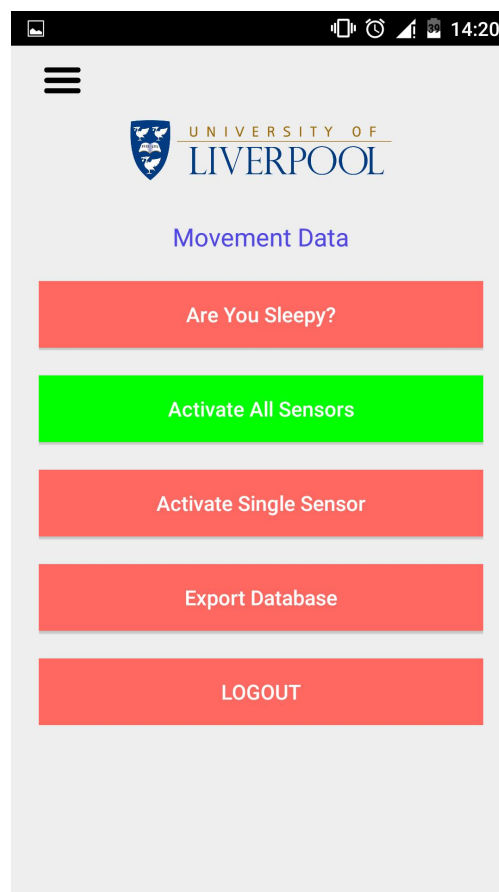 39 14:20
UNIVERSITY OF
LIVERPOOL
Movement Data
Are You Sleepy?
Activate All Sensors
Activate Single Sensor
Export Database
LOGOUT